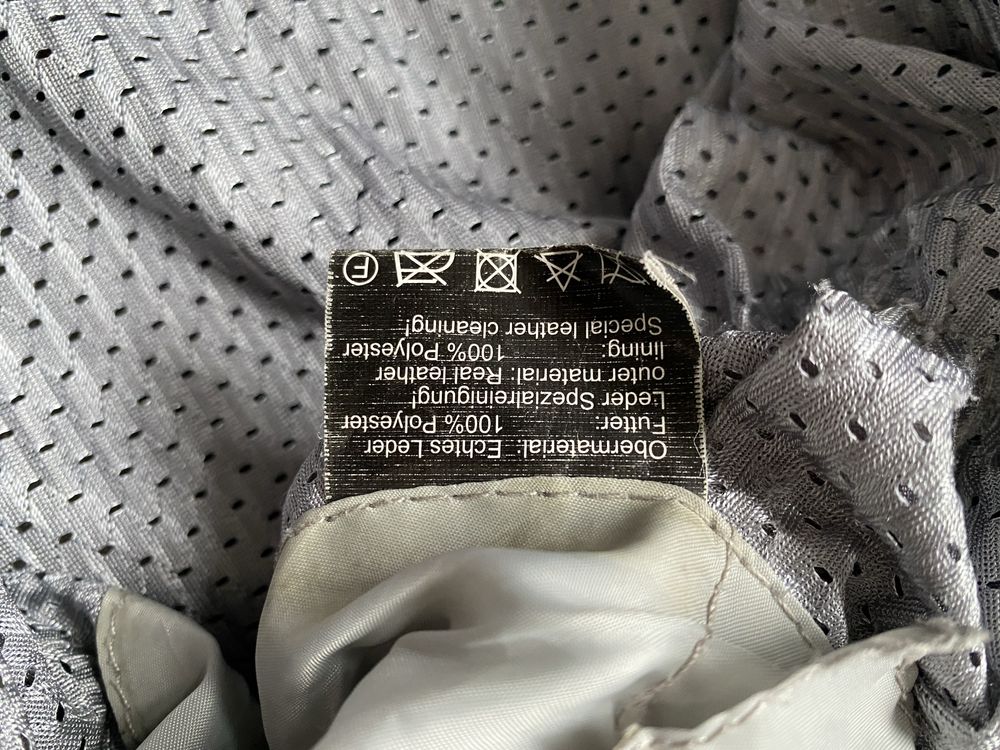 Obermaterial: Echtes Leder
Futter: 100% Polyester
Leder Spezialreinigung!
outer material: Real leather
lining: 100% Polyester
Special leather cleaning!
F